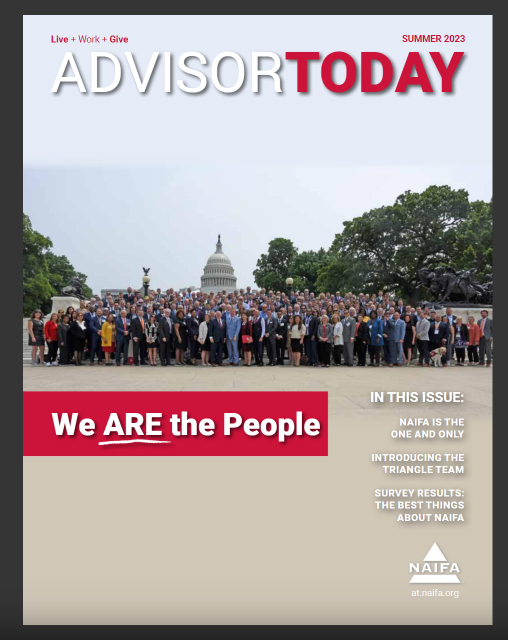 Live + Work + Give
SUMMER 2023
ADVISORTODAY
We ARE the People
IN THIS ISSUE:
NAIFA IS THE
ONE AND ONLY
INTRODUCING THE
TRIANGLE TEAM
SURVEY RESULTS:
THE BEST THINGS
ABOUT NAIFA
NAIFA
at.naifa.org